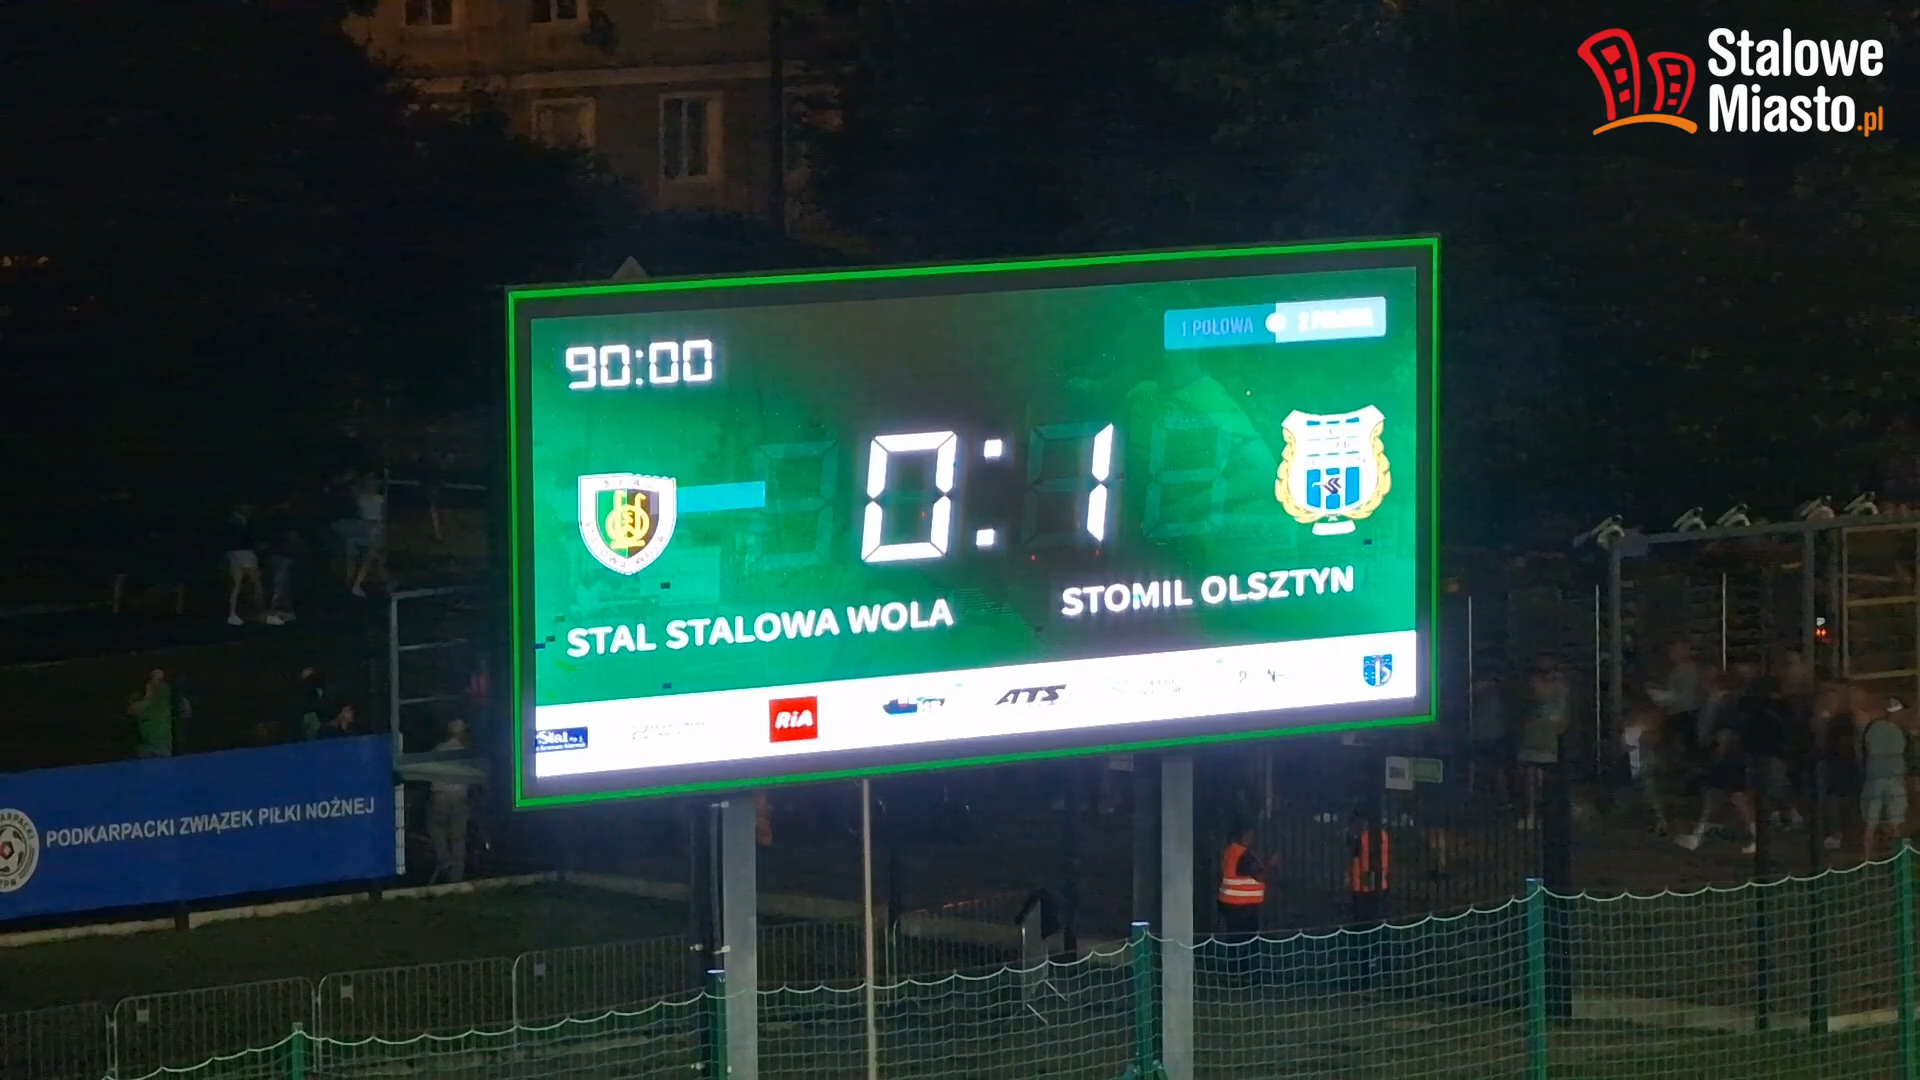 Stalowe
Miasto.pl
90:00
1 POŁOWA
0:1
STAL STALOWA WOLA
STOMIL OLSZTYN
Stal
RiA
ATS
PODKARPACKI ZWIĄZEK PIŁKI NOŻNEJ